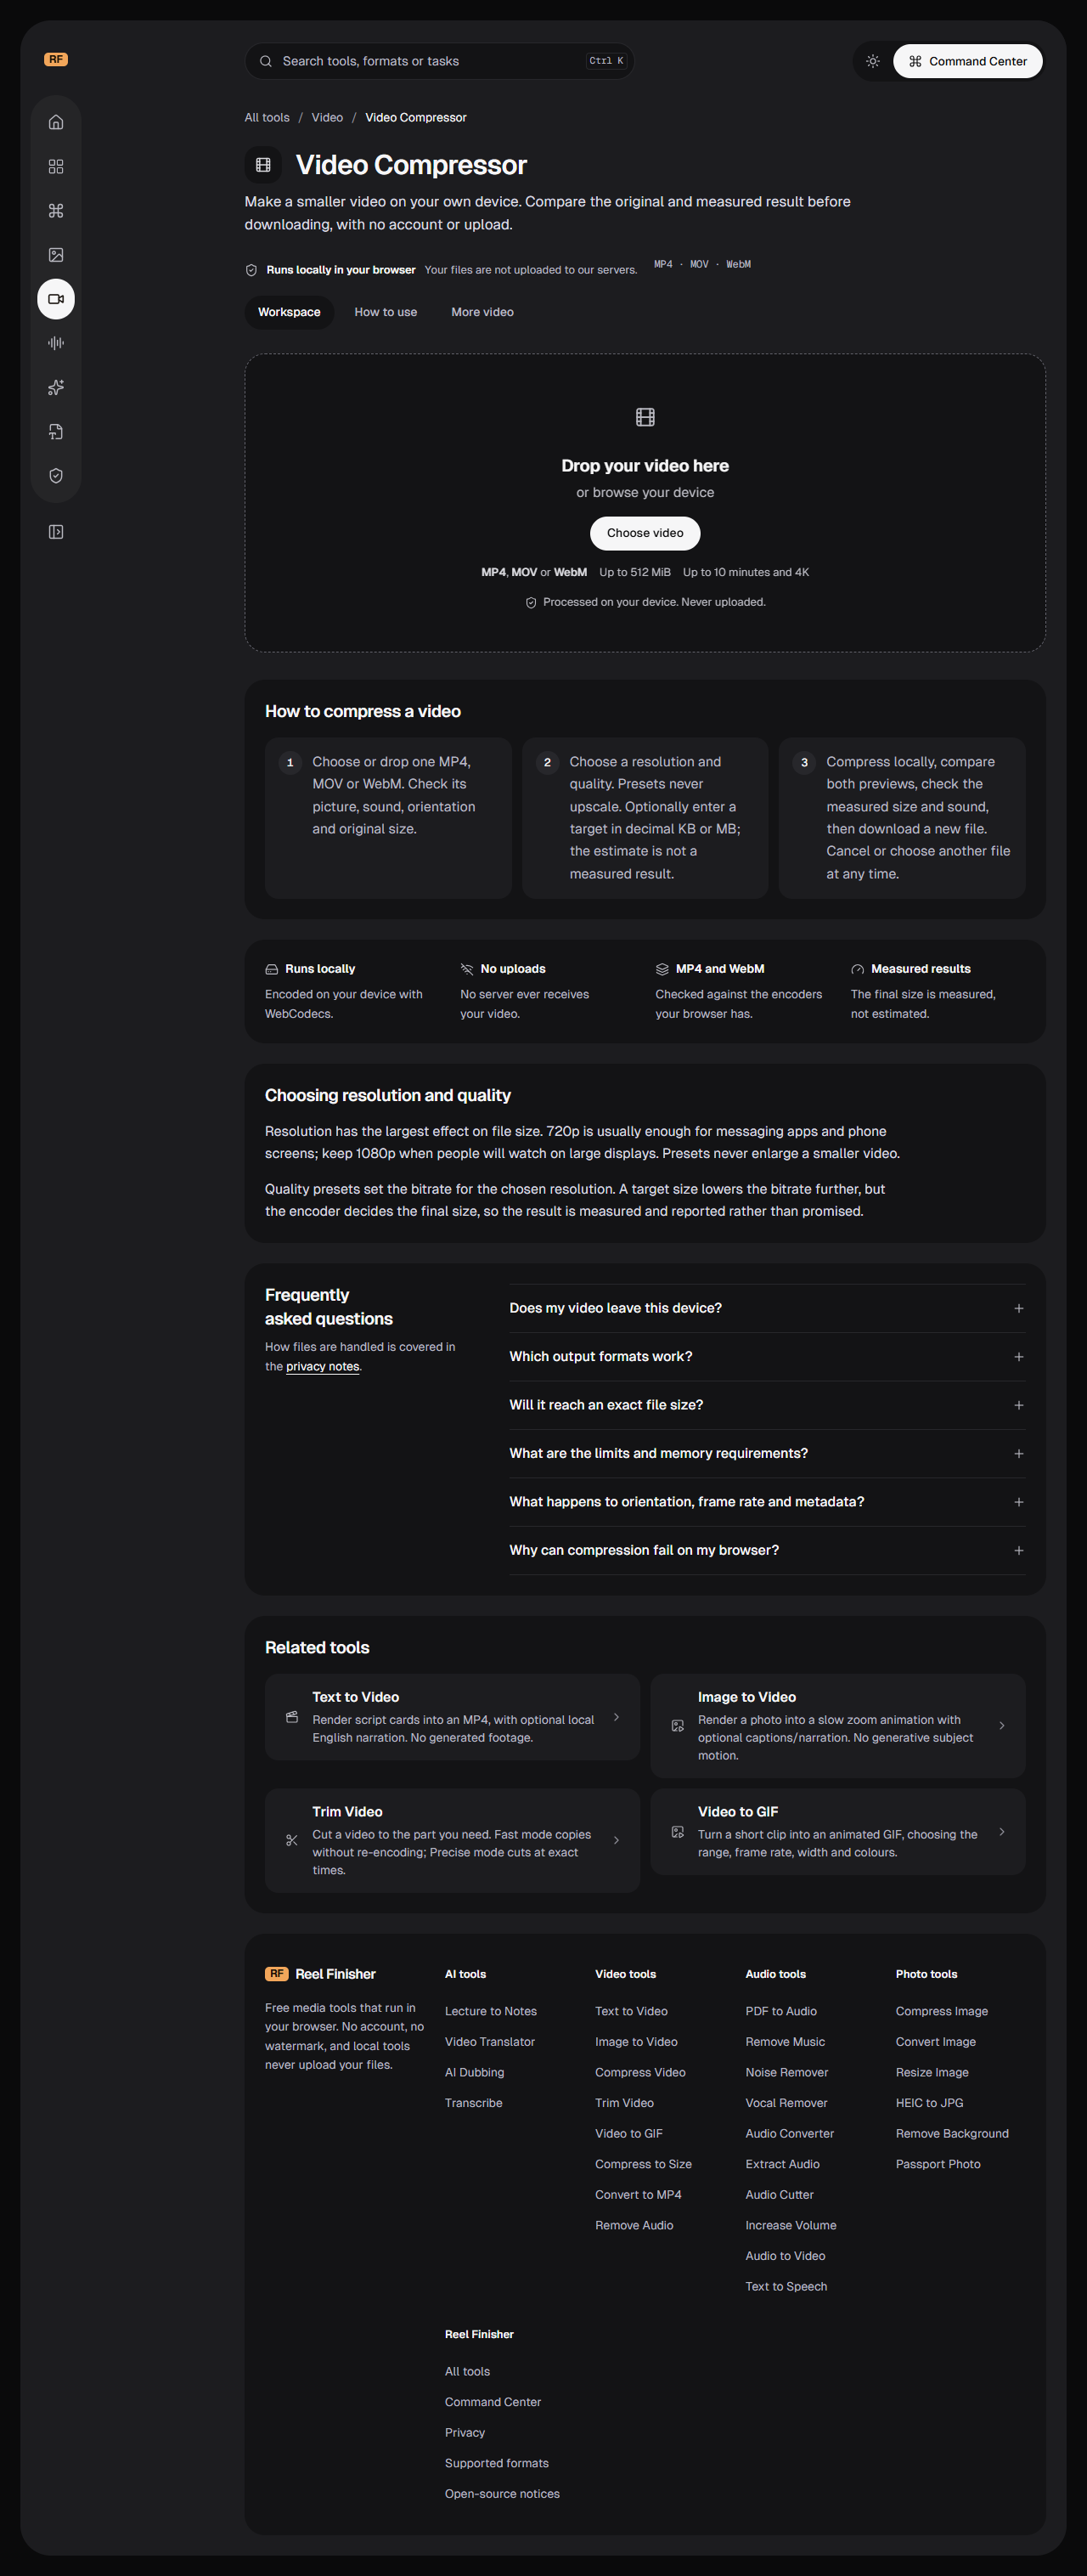 RF
Search tools, formats or tasks
Ctrl K
Command Center
All tools / Video / Video Compressor
Video Compressor
Make a smaller video on your own device. Compare the original and measured result before
downloading, with no account or upload.
Runs locally in your browser Your files are not uploaded to our servers. MP4 · MOV · WebM
Workspace
How to use
More video
Drop your video here
or browse your device
Choose video
MP4, MOV or WebM Up to 512 MiB Up to 10 minutes and 4K
Processed on your device. Never uploaded.
How to compress a video
1
Choose or drop one MP4,
MOV or WebM. Check its
picture, sound, orientation
and original size.
2
Choose a resolution and
quality. Presets never
upscale. Optionally enter a
target in decimal KB or MB;
the estimate is not a
measured result.
3
Compress locally, compare
both previews, check the
measured size and sound,
then download a new file.
Cancel or choose another file
at any time.
Runs locally
Encoded on your device with
WebCodecs.
No uploads
No server ever receives
your video.
MP4 and WebM
Checked against the encoders
your browser has.
Measured results
The final size is measured,
not estimated.
Choosing resolution and quality
Resolution has the largest effect on file size. 720p is usually enough for messaging apps and phone
screens; keep 1080p when people will watch on large displays. Presets never enlarge a smaller video.
Quality presets set the bitrate for the chosen resolution. A target size lowers the bitrate further, but
the encoder decides the final size, so the result is measured and reported rather than promised.
Frequently
asked questions
How files are handled is covered in
the privacy notes.
Does my video leave this device?
Which output formats work?
Will it reach an exact file size?
What are the limits and memory requirements?
What happens to orientation, frame rate and metadata?
Why can compression fail on my browser?
Related tools
Text to Video
Render script cards into an MP4, with optional local
English narration. No generated footage.
Image to Video
Render a photo into a slow zoom animation with
optional captions/narration. No generative subject
motion.
Trim Video
Cut a video to the part you need. Fast mode copies
without re-encoding; Precise mode cuts at exact
times.
Video to GIF
Turn a short clip into an animated GIF, choosing the
range, frame rate, width and colours.
RF Reel Finisher
Free media tools that run in
your browser. No account, no
watermark, and local tools
never upload your files.
AI tools
Lecture to Notes
Video Translator
AI Dubbing
Transcribe
Video tools
Text to Video
Image to Video
Compress Video
Trim Video
Video to GIF
Compress to Size
Convert to MP4
Remove Audio
Audio tools
PDF to Audio
Remove Music
Noise Remover
Vocal Remover
Audio Converter
Extract Audio
Audio Cutter
Increase Volume
Audio to Video
Text to Speech
Photo tools
Compress Image
Convert Image
Resize Image
HEIC to JPG
Remove Background
Passport Photo
Reel Finisher
All tools
Command Center
Privacy
Supported formats
Open-source notices